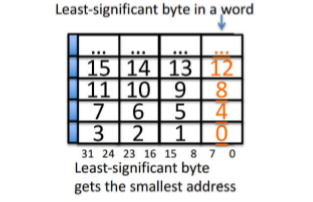 Least-significant byte in a word
... ... ... ...
15 14 13 12
11 10 9 8
7 6 5 4
3 2 1 0
31 24 23 16 15 8 7 0
Least-significant byte
gets the smallest address